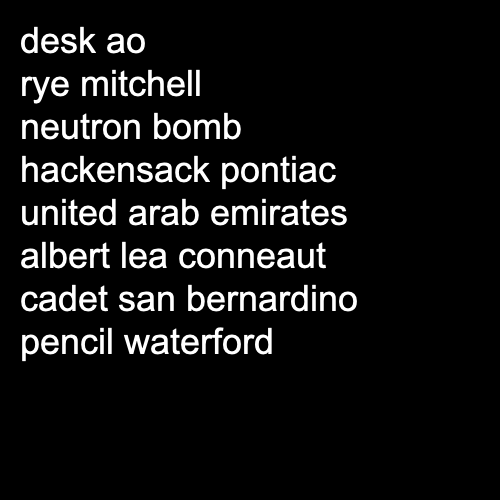 desk ao
rye mitchell
neutron bomb
hackensack pontiac
united arab emirates
albert lea conneaut
cadet san bernardino
pencil waterford